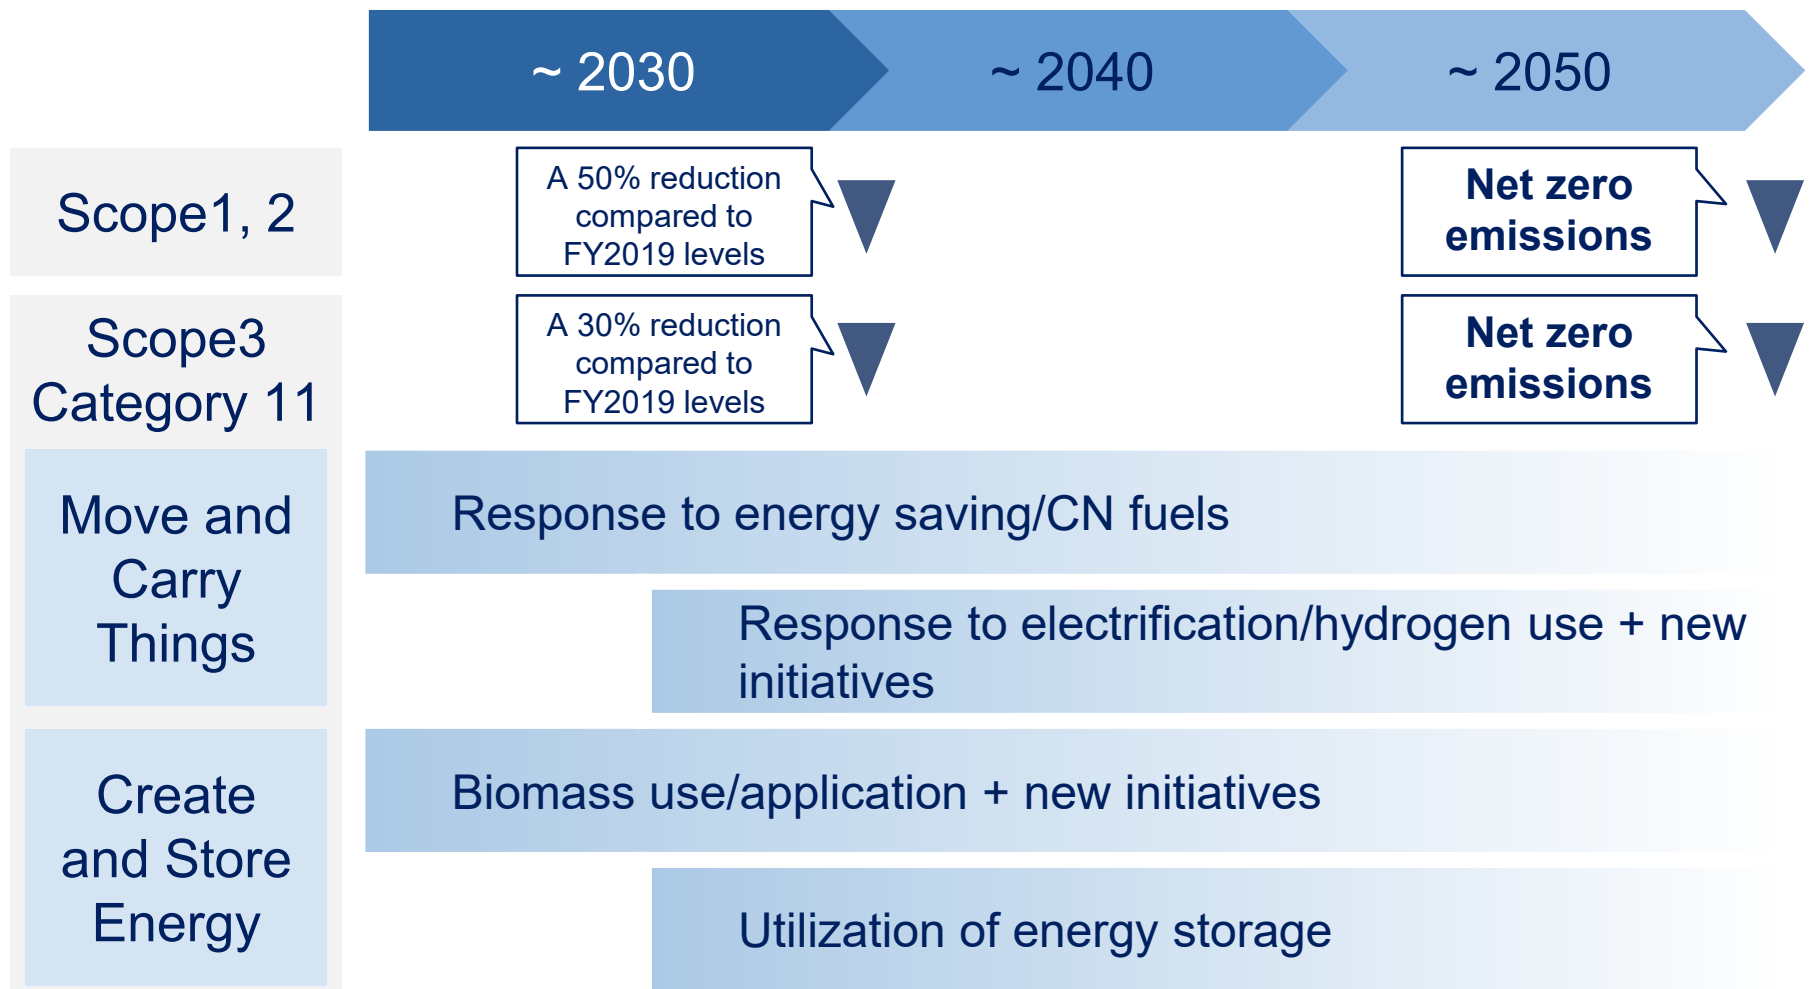 ~ 2030
~ 2040
~ 2050
Scope1, 2
A 50% reduction
compared to
FY2019 levels
Net zero
emissions
Scope3
Category 11
A 30% reduction
compared to
FY2019 levels
Net zero
emissions
Move and
Carry
Things
Response to energy saving/CN fuels
Response to electrification/hydrogen use + new
initiatives
Create
and Store
Energy
Biomass use/application + new initiatives
Utilization of energy storage